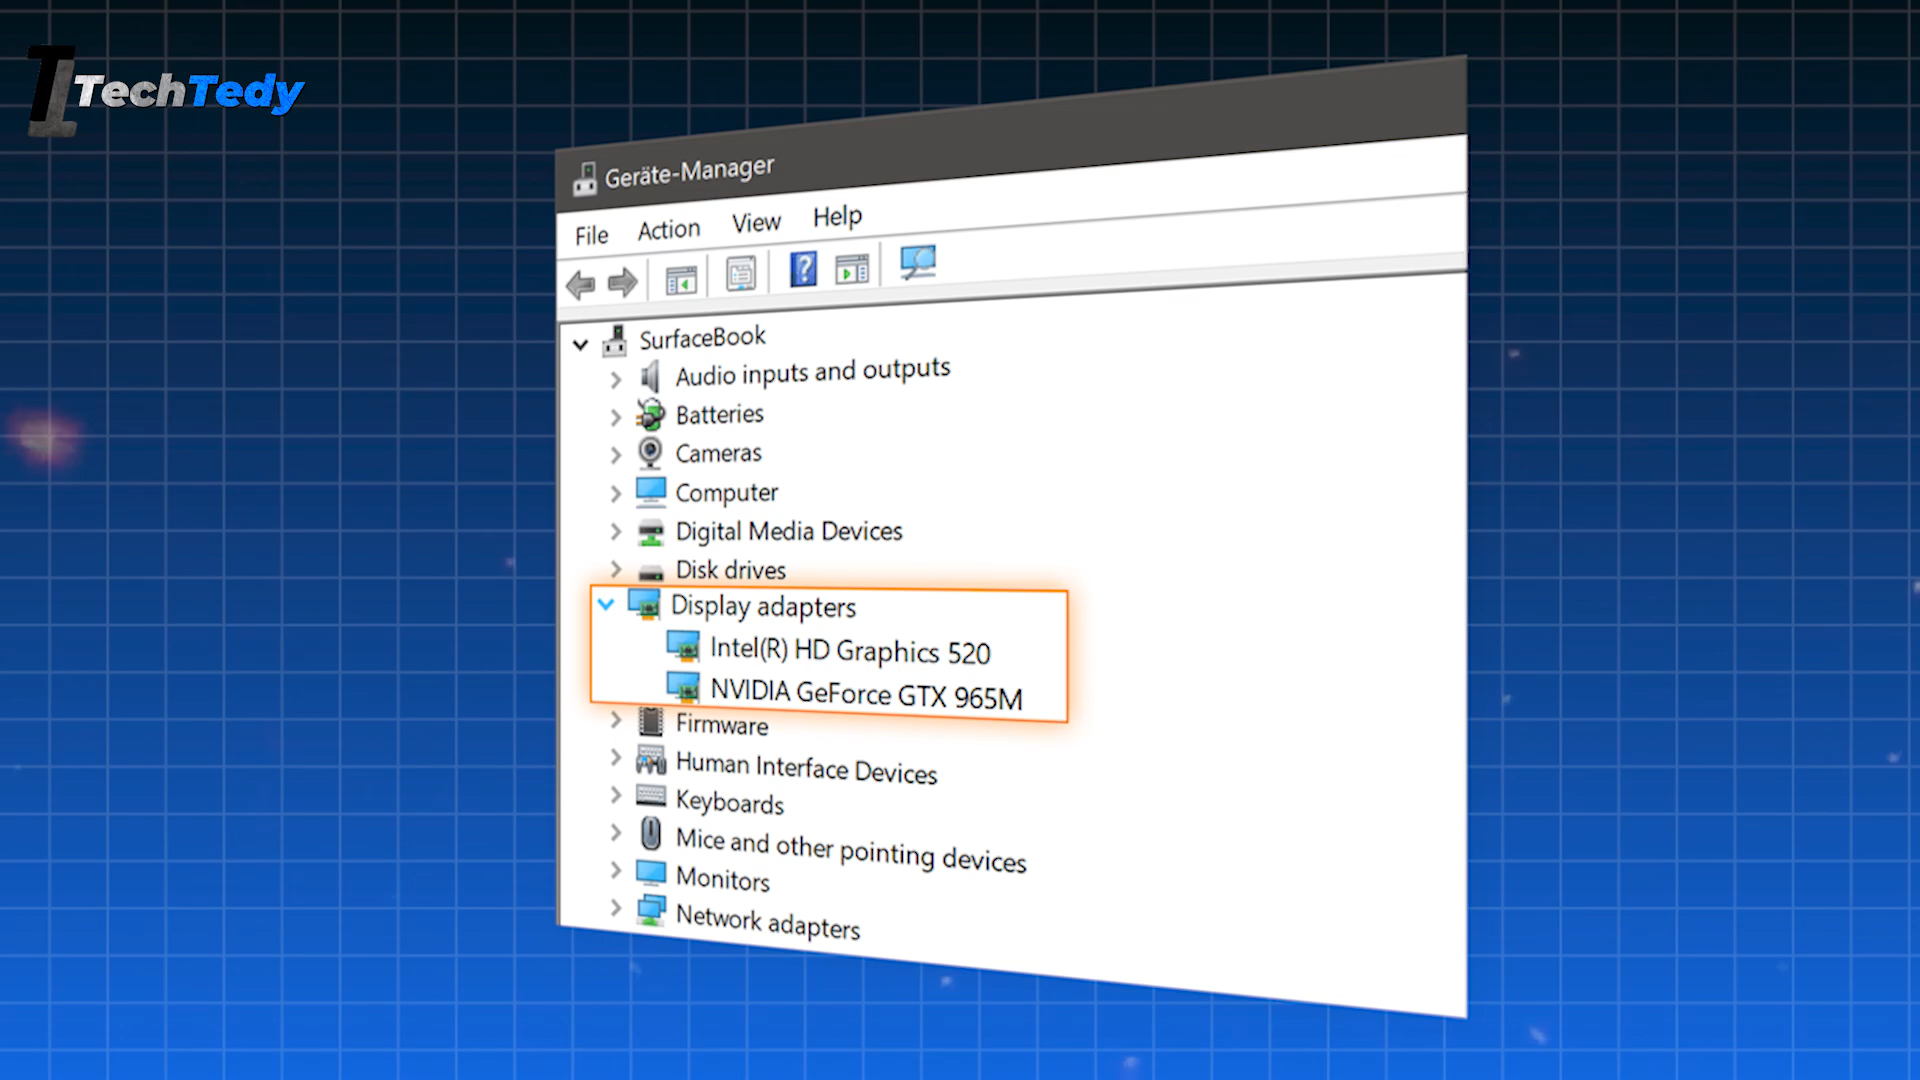 TechTedy
Geräte-Manager
File Action View Help
SurfaceBook
Audio inputs and outputs
Batteries
Cameras
Computer
Digital Media Devices
Disk drives
Display adapters
Intel(R) HD Graphics 520
NVIDIA GeForce GTX 965M
Firmware
Human Interface Devices
Keyboards
Mice and other pointing devices
Monitors
Network adapters